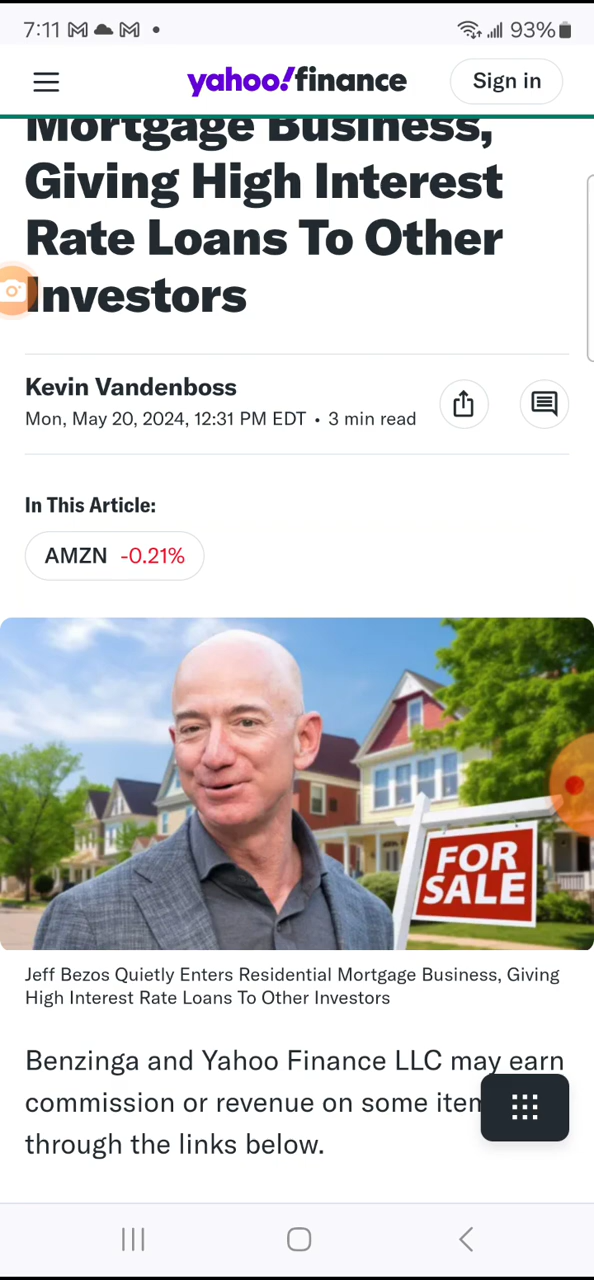 7:11
93%
yahoo!finance
Sign in
Mortgage Business,
Giving High Interest
Rate Loans To Other
Investors
Kevin Vandenboss
Mon, May 20, 2024, 12:31 PM EDT • 3 min read
In This Article:
AMZN -0.21%
FOR
SALE
Jeff Bezos Quietly Enters Residential Mortgage Business, Giving
High Interest Rate Loans To Other Investors
Benzinga and Yahoo Finance LLC may earn
commission or revenue on some
through the links below.